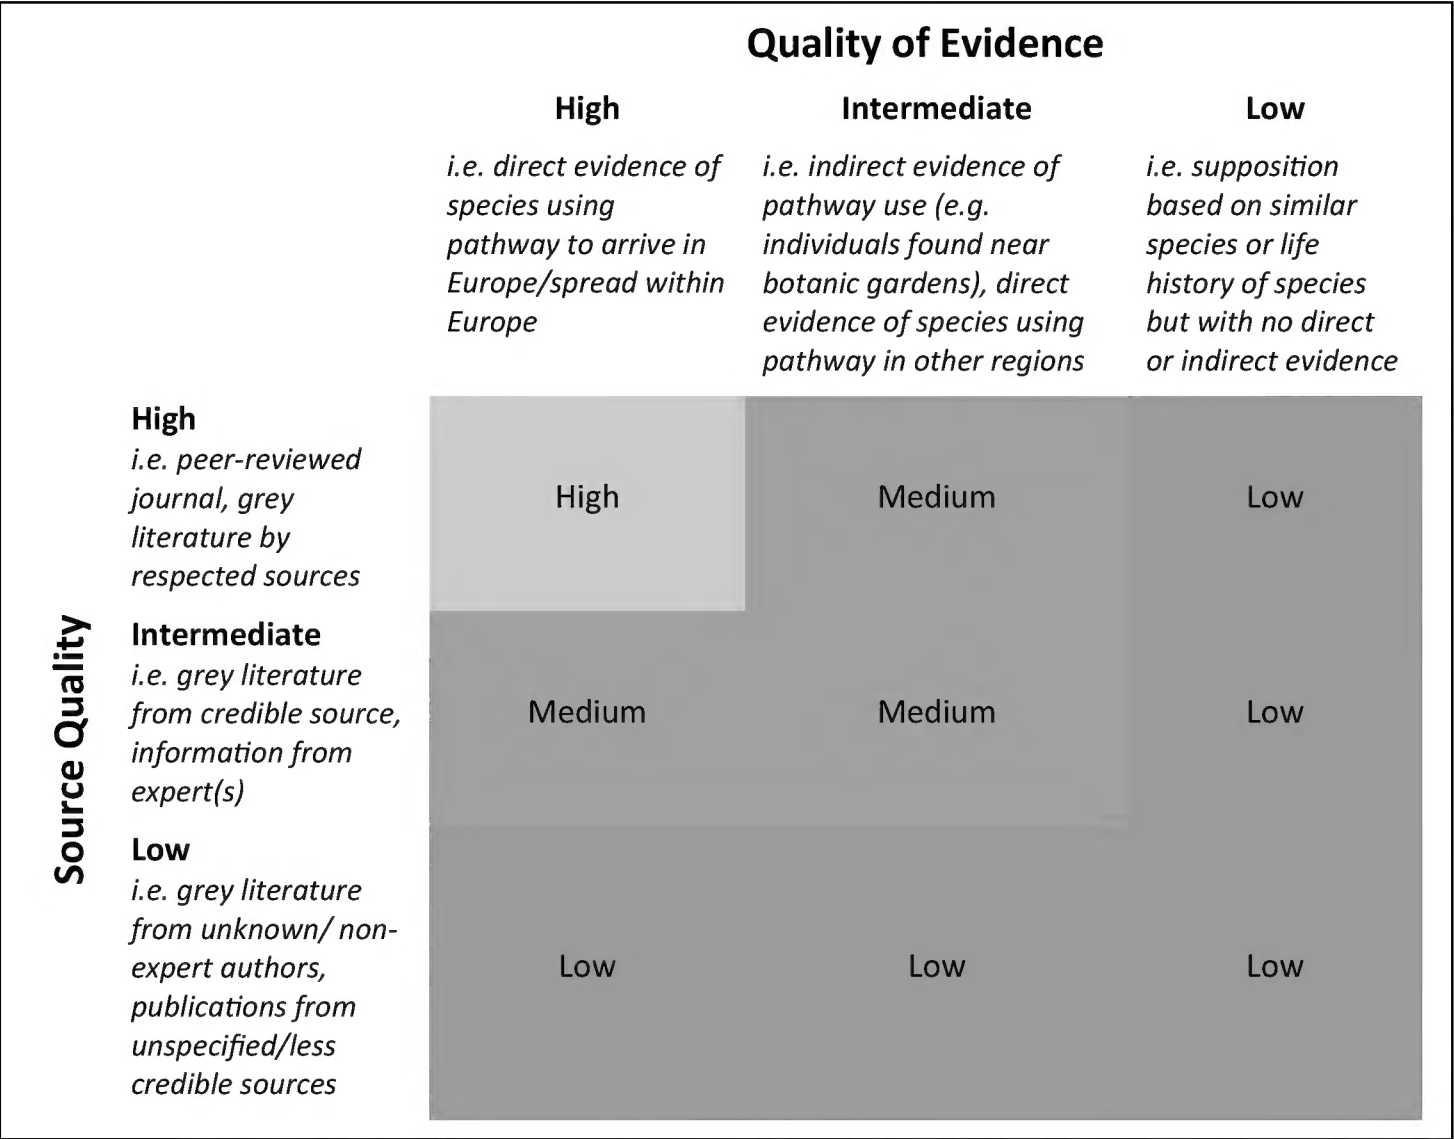 Quality of Evidence
High
i.e. direct evidence of
species using
pathway to arrive in
Europe/spread within
Europe
Intermediate
i.e. indirect evidence of
pathway use (e.g.
individuals found near
botanic gardens), direct
evidence of species using
pathway in other regions
Low
i.e. supposition
based on similar
species or life
history of species
but with no direct
or indirect evidence
Source Quality
High
i.e. peer-reviewed
journal, grey
literature by
respected sources
High
Medium
Low
Intermediate
i.e. grey literature
from credible source,
information from
expert(s)
Medium
Medium
Low
Low
i.e. grey literature
from unknown/ non-
expert authors,
publications from
unspecified/less
credible sources
Low
Low
Low